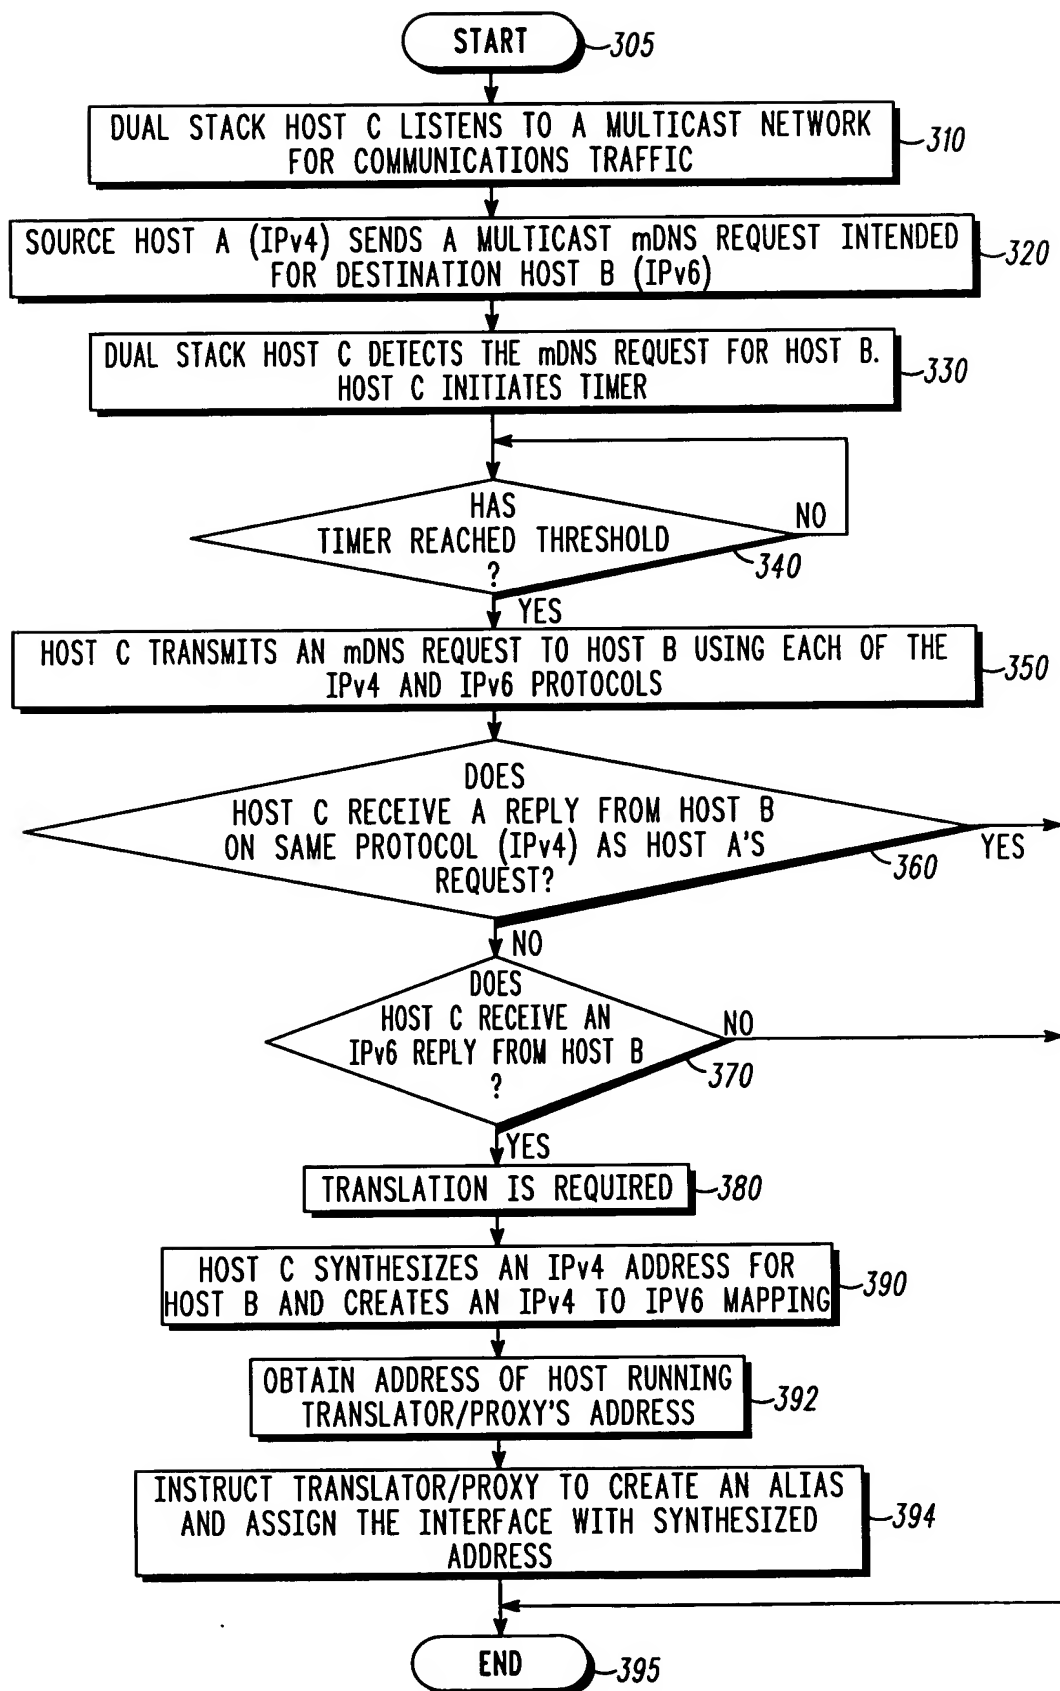 START
305
DUAL STACK HOST C LISTENS TO A MULTICAST NETWORK
FOR COMMUNICATIONS TRAFFIC
310
SOURCE HOST A (IPv4) SENDS A MULTICAST mDNS REQUEST INTENDED
FOR DESTINATION HOST B (IPv6)
320
DUAL STACK HOST C DETECTS THE mDNS REQUEST FOR HOST B.
HOST C INITIATES TIMER
330
HAS
TIMER REACHED THRESHOLD
?
NO
340
YES
HOST C TRANSMITS AN mDNS REQUEST TO HOST B USING EACH OF THE
IPv4 AND IPv6 PROTOCOLS
350
DOES
HOST C RECEIVE A REPLY FROM HOST B
ON SAME PROTOCOL (IPv4) AS HOST A'S
REQUEST?
YES
360
NO
DOES
HOST C RECEIVE AN
IPv6 REPLY FROM HOST B
?
NO
370
YES
TRANSLATION IS REQUIRED
380
HOST C SYNTHESIZES AN IPv4 ADDRESS FOR
HOST B AND CREATES AN IPv4 TO IPV6 MAPPING
390
OBTAIN ADDRESS OF HOST RUNNING
TRANSLATOR/PROXY'S ADDRESS
392
INSTRUCT TRANSLATOR/PROXY TO CREATE AN ALIAS
AND ASSIGN THE INTERFACE WITH SYNTHESIZED
ADDRESS
394
END
395